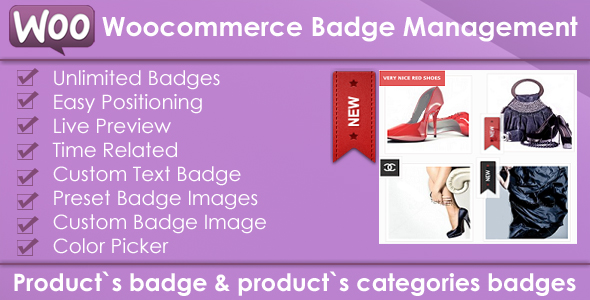 WOO Woocommerce Badge Management
Unlimited Badges
Easy Positioning
Live Preview
Time Related
Custom Text Badge
Preset Badge Images
Custom Badge Image
Color Picker
NEW
VERY NICE RED SHOES
NEW
NEW
Product`s badge & product`s categories badges